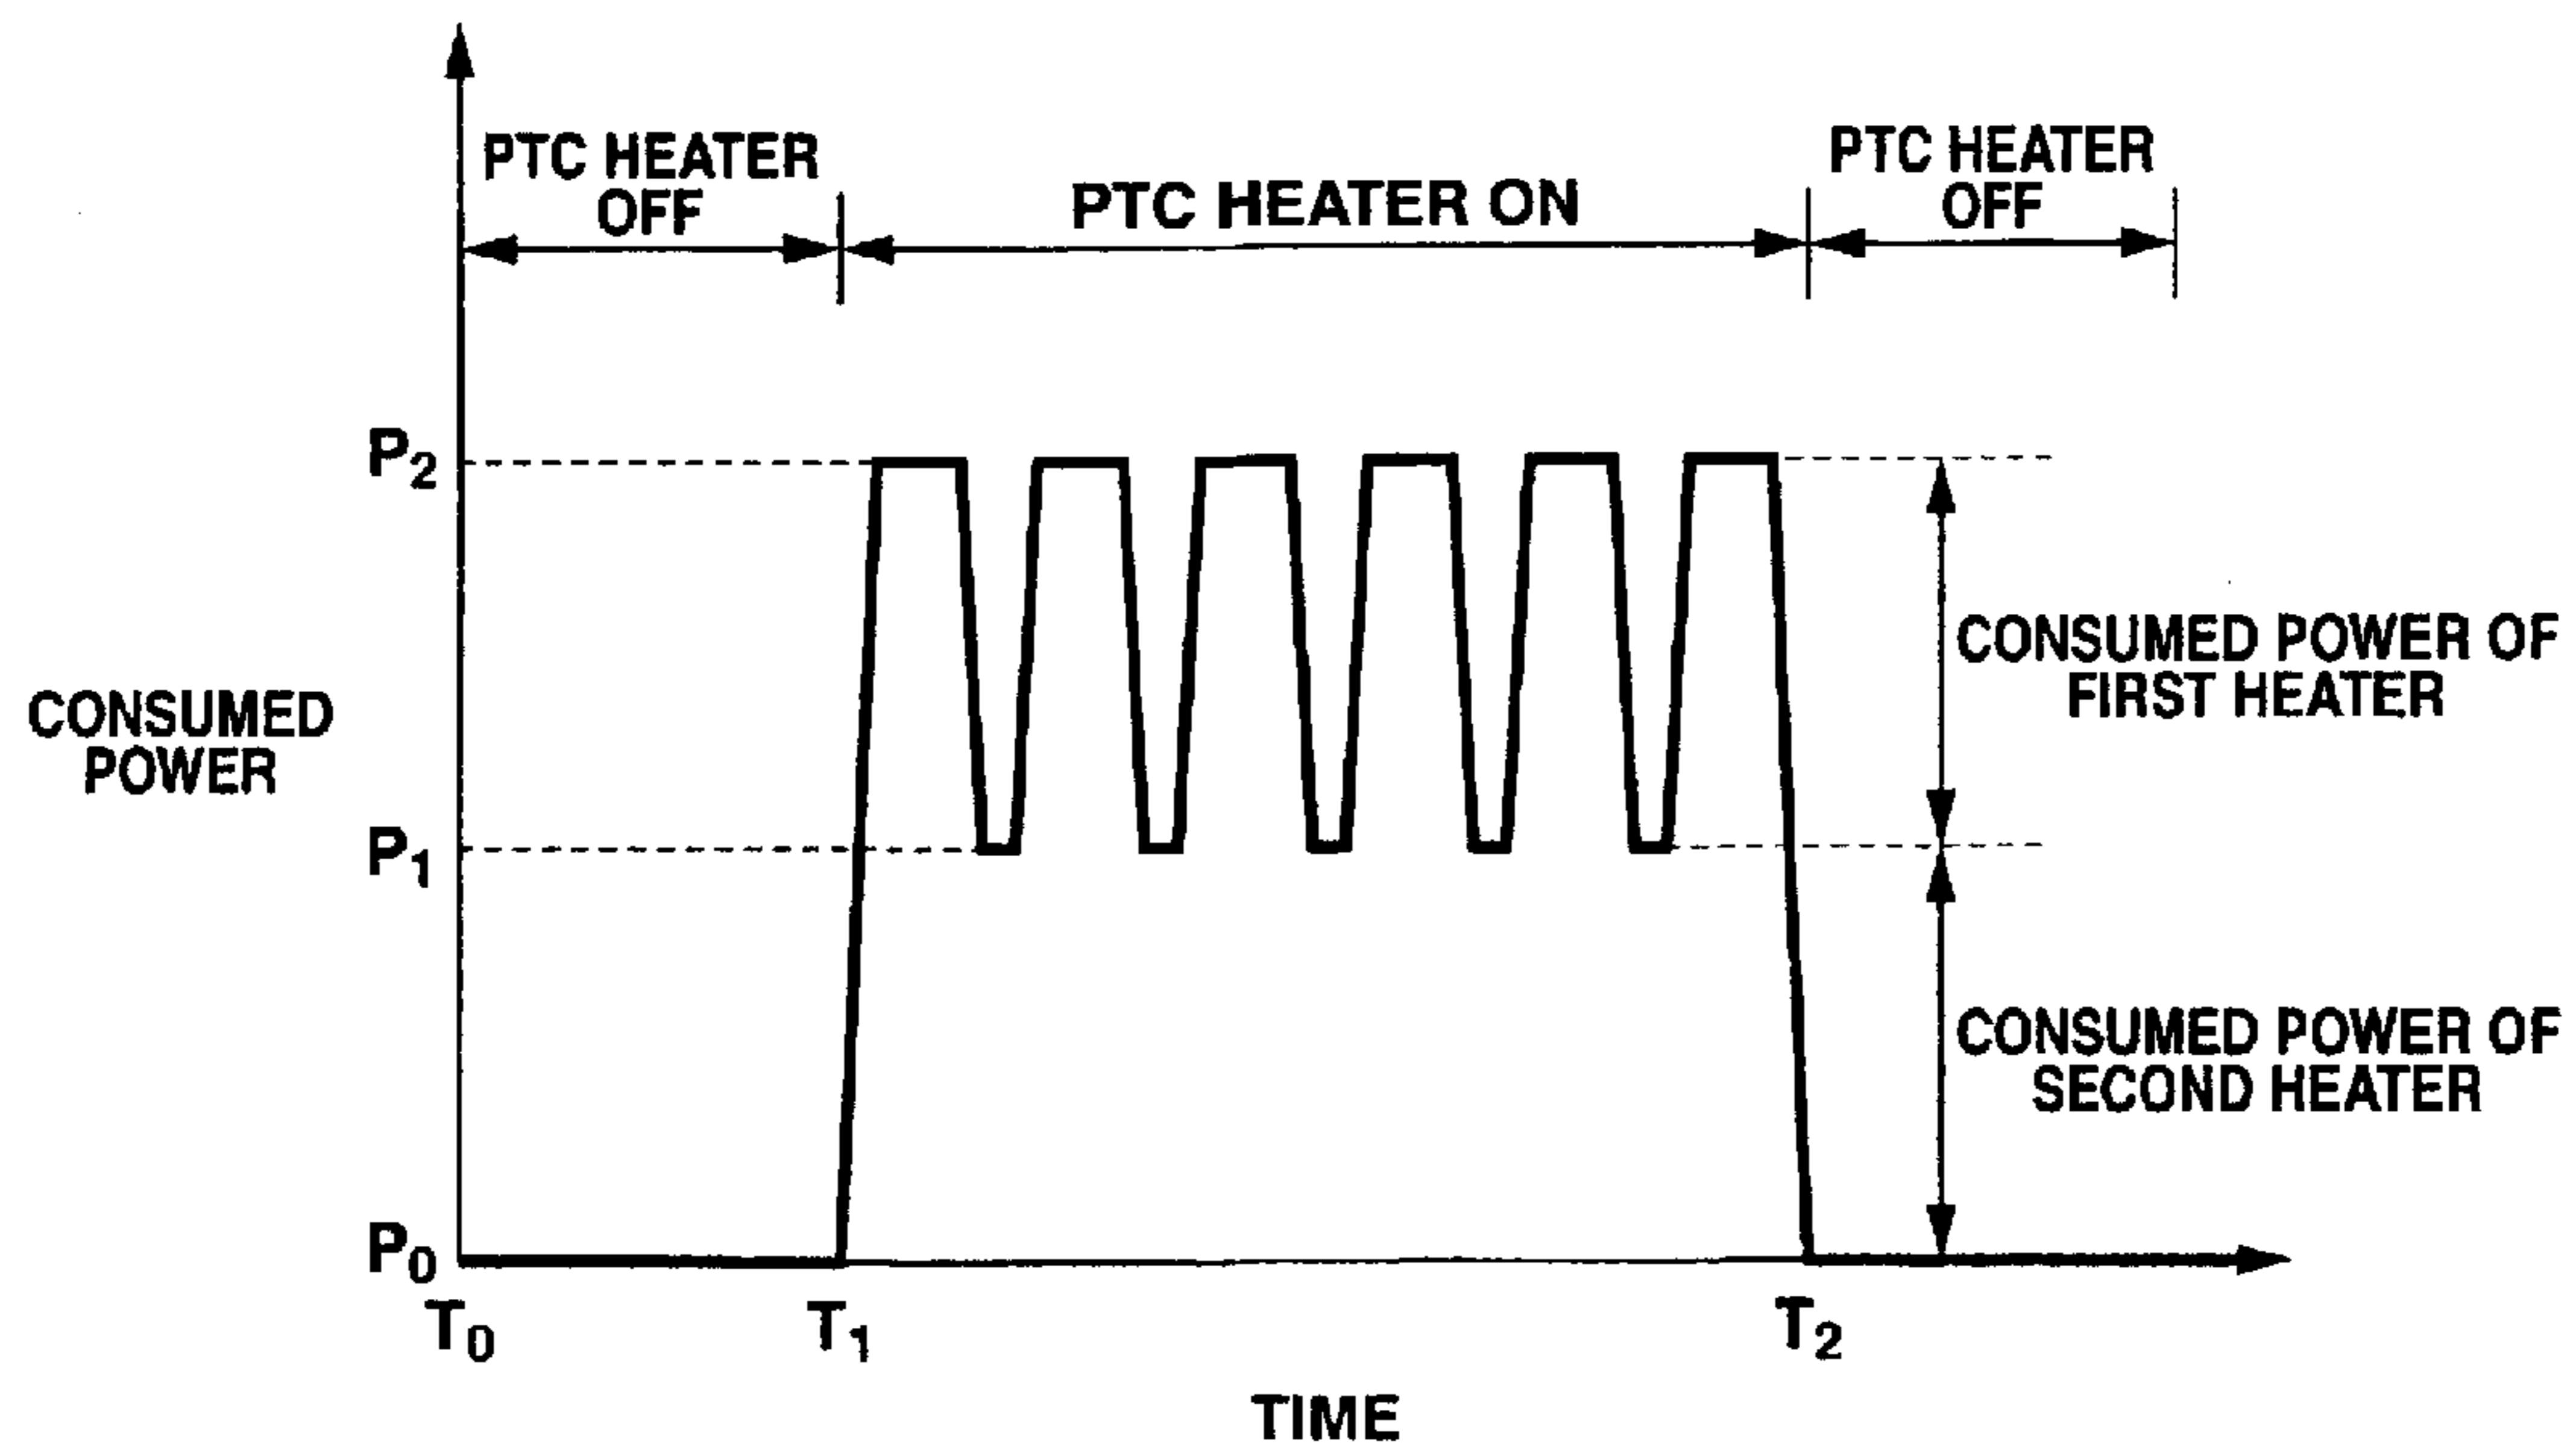 PTC HEATER
OFF
PTC HEATER ON
PTC HEATER
OFF
P₂
CONSUMED POWER OF
FIRST HEATER
CONSUMED
POWER
P₁
CONSUMED POWER OF
SECOND HEATER
P₀
T₀
T₁
T₂
TIME